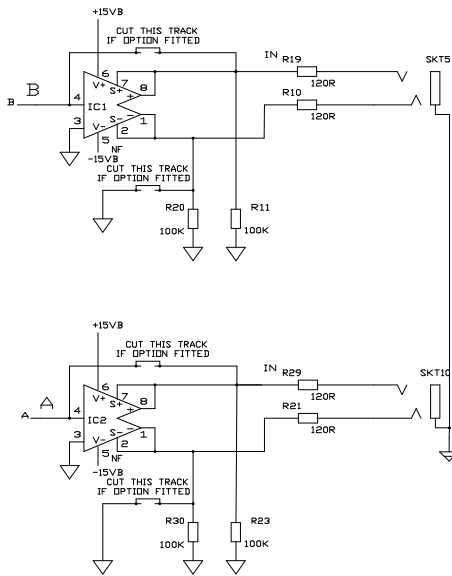 +15VB
CUT THIS TRACK
IF OPTION FITTED
IN R19 SKT5
6
V+ S+ 7 8
+
120R
B B 4 IC1 R10
3 - 1
V- S- 2 120R
5 NF
-15VB
CUT THIS TRACK
IF OPTION FITTED
R20 R11
100K 100K
+15VB
CUT THIS TRACK
IF OPTION FITTED
IN R29 SKT10
6
V+ S+ 7 8
+
120R
A A 4 IC2 R21
3 - 1
V- S- 2 120R
5 NF
-15VB
CUT THIS TRACK
IF OPTION FITTED
R30 R23
100K 100K